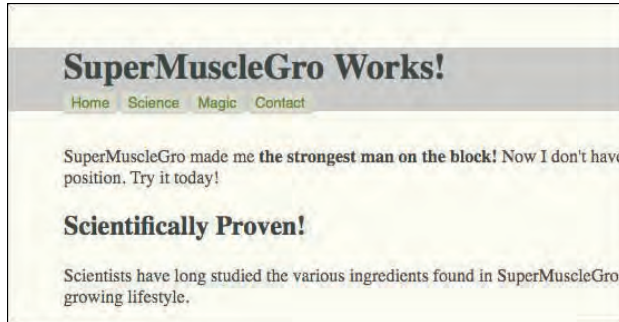 SuperMuscleGro Works!
Home Science Magic Contact
SuperMuscleGro made me the strongest man on the block! Now I don't have
position. Try it today!
Scientifically Proven!
Scientists have long studied the various ingredients found in SuperMuscleGro
growing lifestyle.